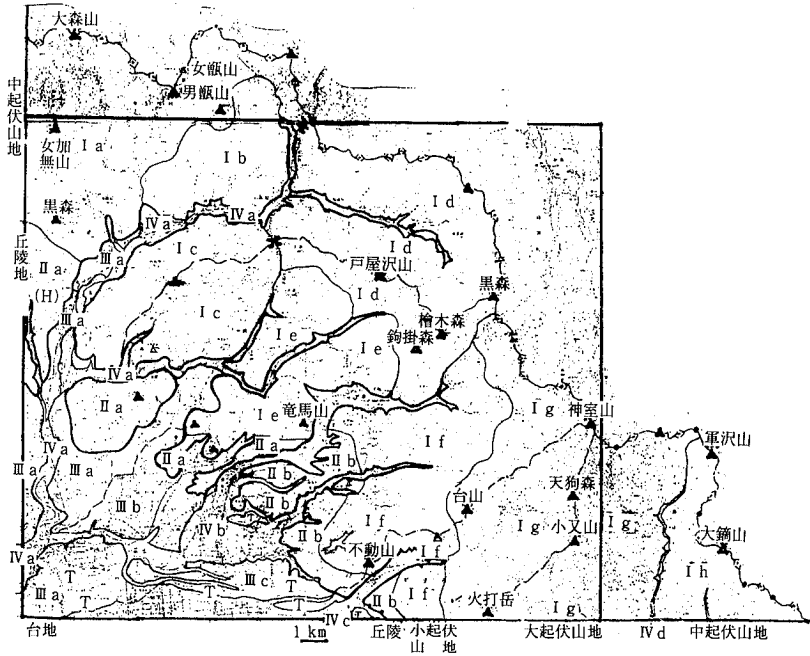 大森山
女甑山
男甑山
中起伏山地
女加無山
Ⅰa
Ⅰb
黒森
Ⅳa
Ⅳa
Ⅰd
丘陵地
Ⅱa
(H)
Ⅲa
Ⅰc
Ⅰd
戸屋沢山
Ⅰd
黒森
Ⅲa
Ⅰc
Ⅰe
檜木森
鉤掛森
Ⅰe
Ⅳa
Ⅱa
Ⅰe
竜馬山
Ⅰg
神室山
軍沢山
Ⅳa
Ⅲa
Ⅲa
Ⅱa
Ⅱa
Ⅰf
Ⅱb
Ⅱb
天狗森
Ⅲb
Ⅱb
台山
Ⅳb
Ⅱb
Ⅰf
Ⅰg
小又山
Ⅰg
大鏑山
Ⅳa
不動山
Ⅰf
Ⅰh
T
Ⅲa
T
T
Ⅲc
T
T
Ⅱb
Ⅰf
火打岳
Ⅰg
台地
1 km
Ⅳc
丘陵
小起伏山地
大起伏山地
Ⅳd
中起伏山地